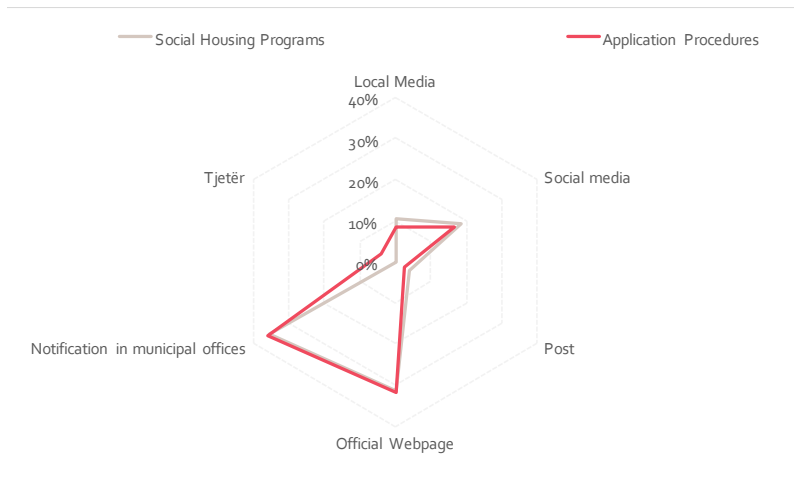 Social Housing Programs
Application Procedures
Local Media
40%
30%
Tjetër
20%
Social media
10%
0%
Notification in municipal offices
Post
Official Webpage